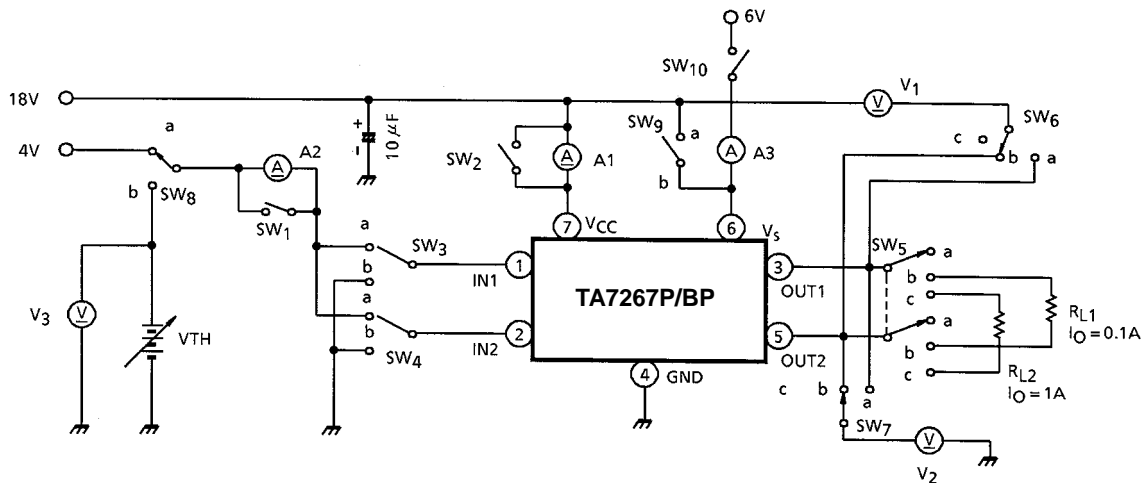 6V
SW10
18V
V
V1
SW6
a
+
-
10 μF
SW9
a
c
4V
A2
SW2
A
A1
A
A3
b
a
A
b
SW8
b
SW1
7
VCC
6
Vs
a
SW3
SW5
a
b
1
IN1
3
OUT1
b
c
V3
V
VTH
a
TA7267P/BP
a
RL1
IO = 0.1A
b
2
IN2
5
OUT2
b
SW4
4
GND
c
b
a
c
RL2
IO = 1A
SW7
V
V2